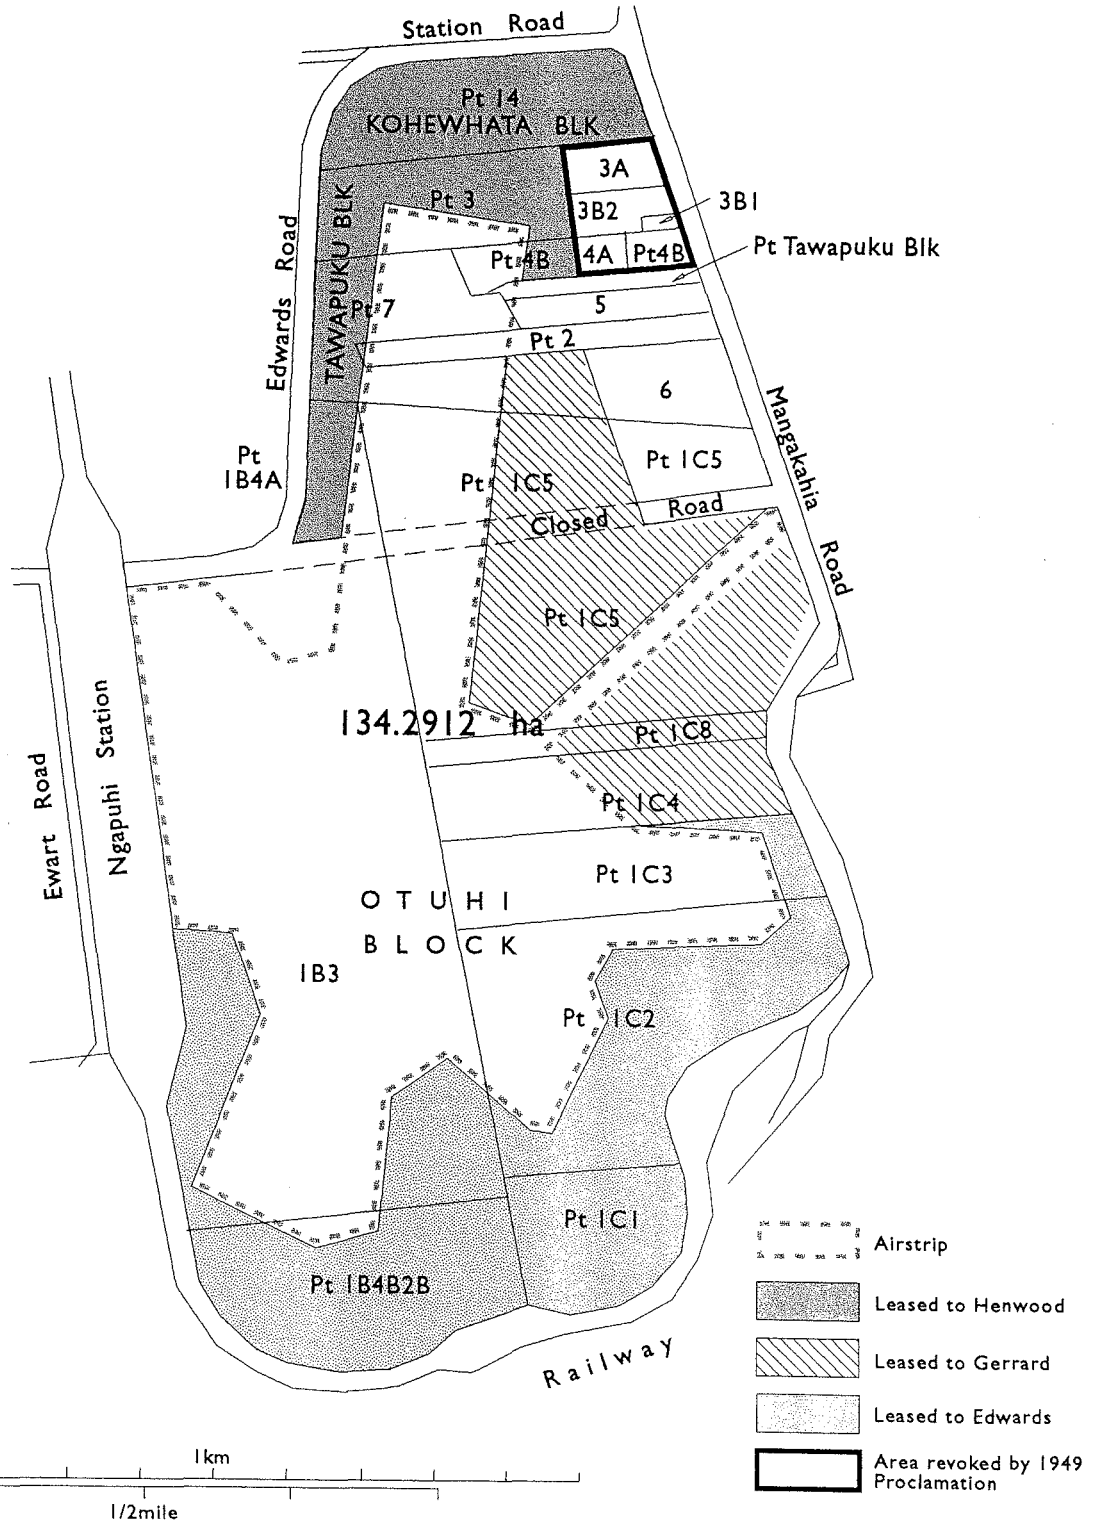 Station Road
Pt 14
KOHEWHATA BLK
3A
Pt 3
3B2
3B1
TAWAPUKU BLK
Edwards Road
Pt 4B
4A
Pt 4B
Pt Tawapuku Blk
Pt 7
5
Pt 2
6
Mangakahia Road
Pt
1B4A
Pt 1C5
Pt 1C5
Closed Road
Pt 1C5
134.2912 ha
Pt 1C8
Ngapuhi Station
Ewart Road
Pt 1C4
Pt 1C3
OTUHI
BLOCK
1B3
Pt 1C2
Pt 1C1
Pt 1B4B2B
Railway
Airstrip
Leased to Henwood
Leased to Gerrard
Leased to Edwards
Area revoked by 1949
Proclamation
1km
1/2mile